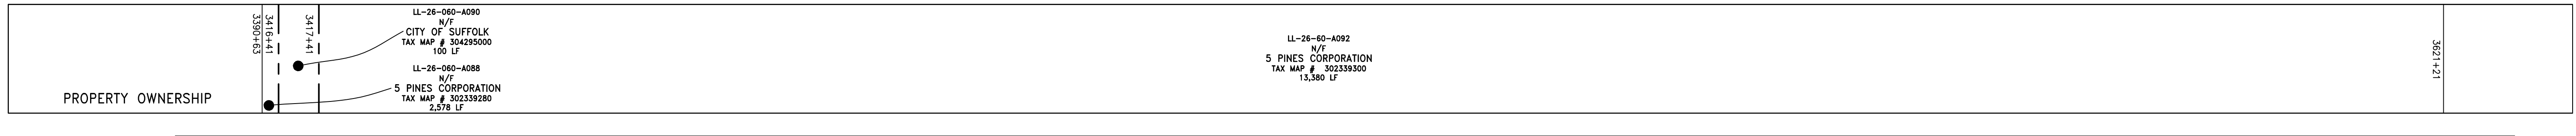 PROPERTY OWNERSHIP
3390+63
3416+41
3417+41
LL-26-060-A090
N/F
CITY OF SUFFOLK
TAX MAP # 304295000
100 LF
LL-26-060-A088
N/F
5 PINES CORPORATION
TAX MAP # 302339280
2,578 LF
LL-26-60-A092
N/F
5 PINES CORPORATION
TAX MAP # 302339300
13,380 LF
3621+21